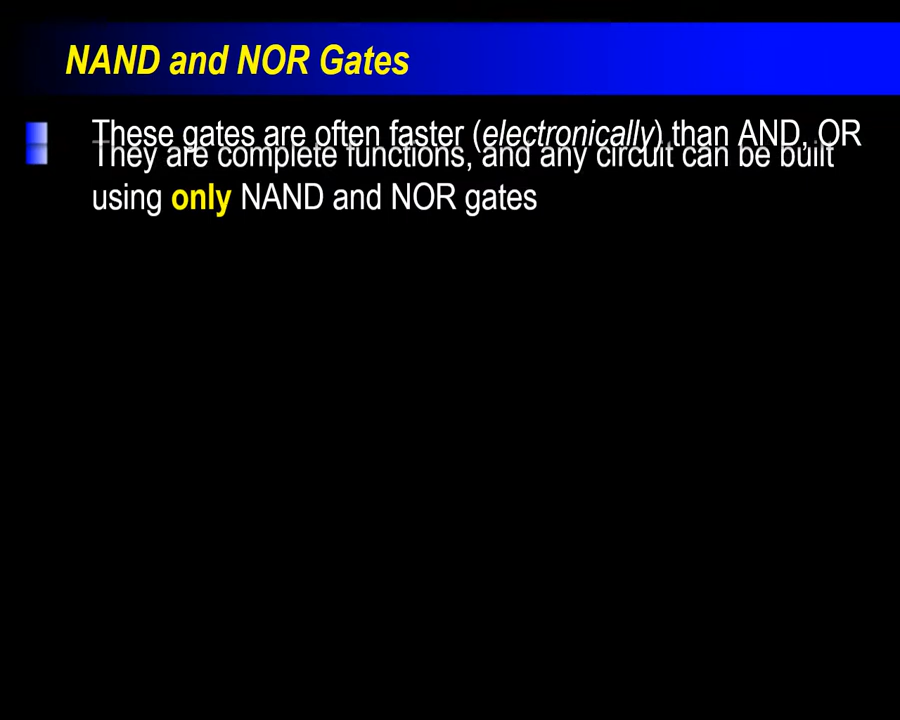 NAND and NOR Gates
These gates are often faster (electronically) than AND, OR
They are complete functions, and any circuit can be built
using only NAND and NOR gates